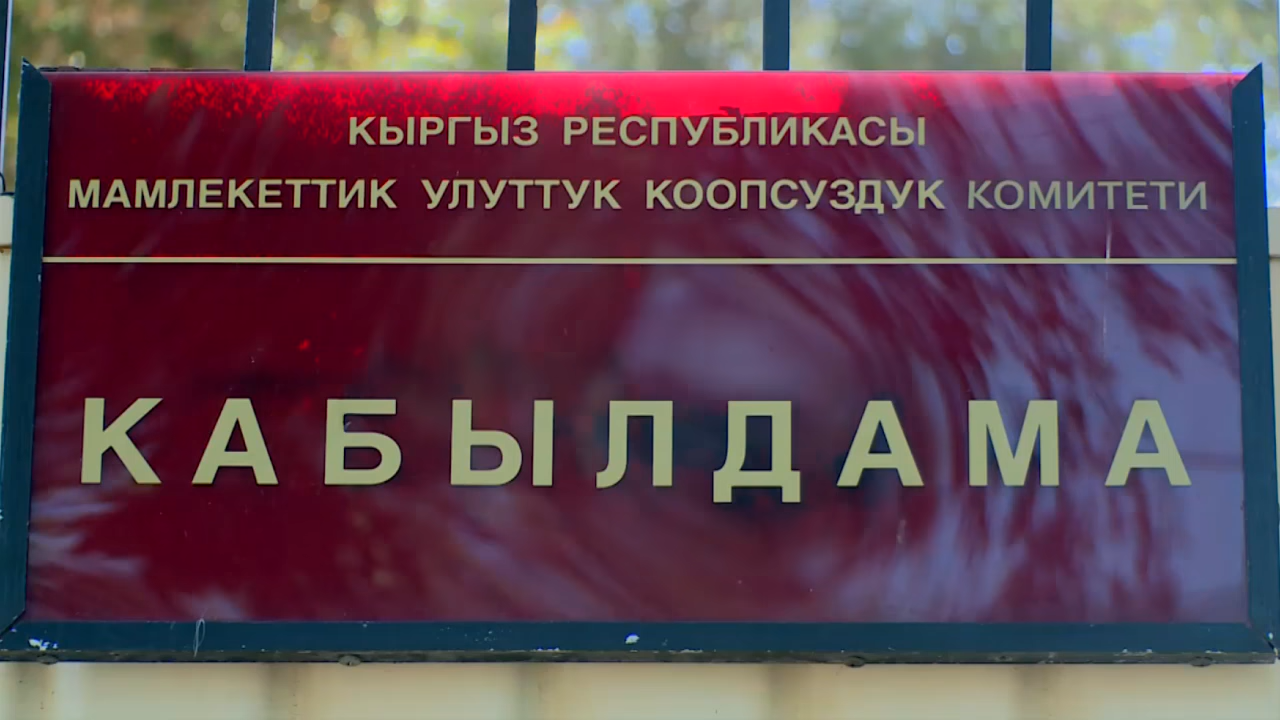 КЫРГЫЗ РЕСПУБЛИКАСЫ
МАМЛЕКЕТТИК УЛУТТУК КООПСУЗДУК КОМИТЕТИ
КАБЫЛДАМА